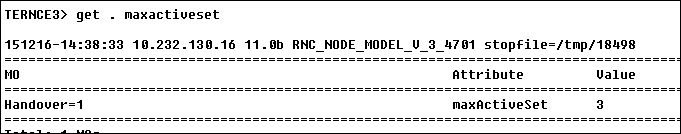 TERNCE3> get . maxactiveset
151216-14:38:33 10.232.130.16 11.0b RNC_NODE_MODEL_V_3_4701 stopfile=/tmp/18498
=================================================================================
MO Attribute Value
=================================================================================
Handover=1 maxActiveSet 3
=================================================================================
Total: 1 MOs